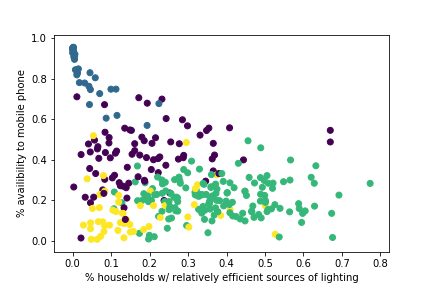 1.0
0.8
0.6
0.4
0.2
0.0
% availibility to mobile phone
0.0 0.1 0.2 0.3 0.4 0.5 0.6 0.7 0.8
% households w/ relatively efficient sources of lighting